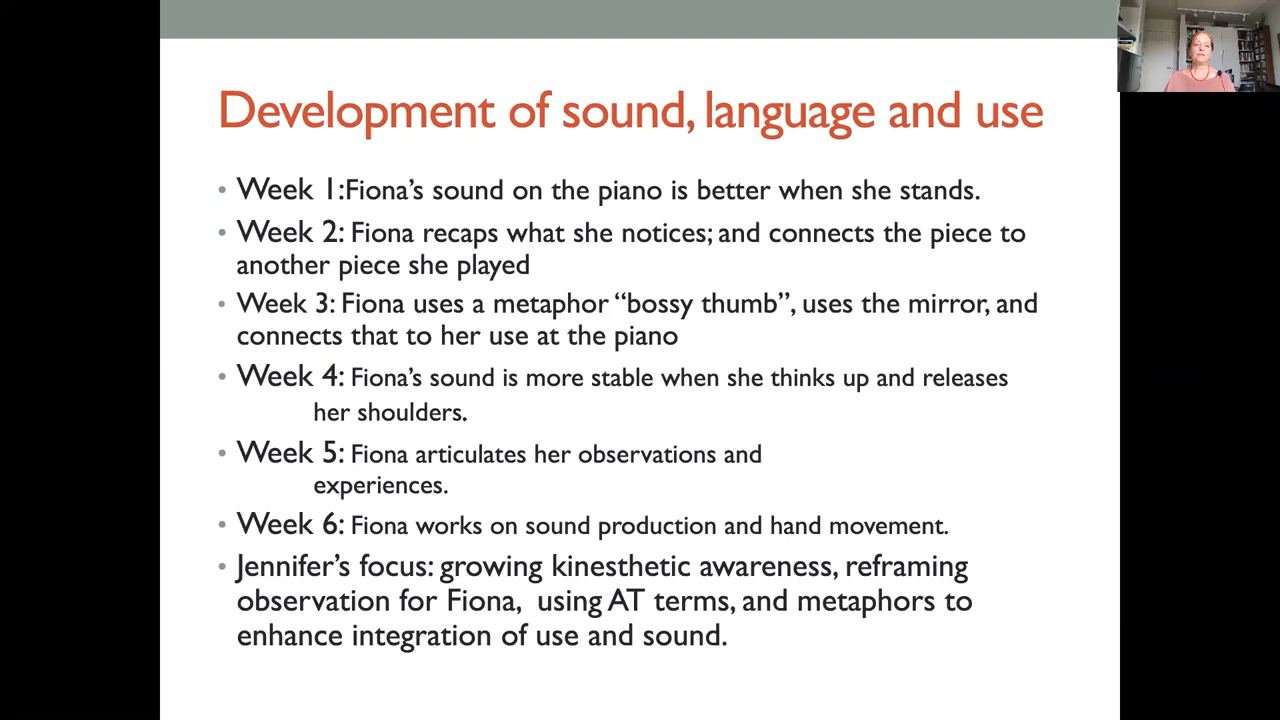 Development of sound, language and use
• Week 1:Fiona's sound on the piano is better when she stands.
• Week 2: Fiona recaps what she notices; and connects the piece to
another piece she played
• Week 3: Fiona uses a metaphor “bossy thumb”, uses the mirror, and
connects that to her use at the piano
• Week 4: Fiona’s sound is more stable when she thinks up and releases
her shoulders.
• Week 5: Fiona articulates her observations and
experiences.
• Week 6: Fiona works on sound production and hand movement.
• Jennifer’s focus: growing kinesthetic awareness, reframing
observation for Fiona, using AT terms, and metaphors to
enhance integration of use and sound.